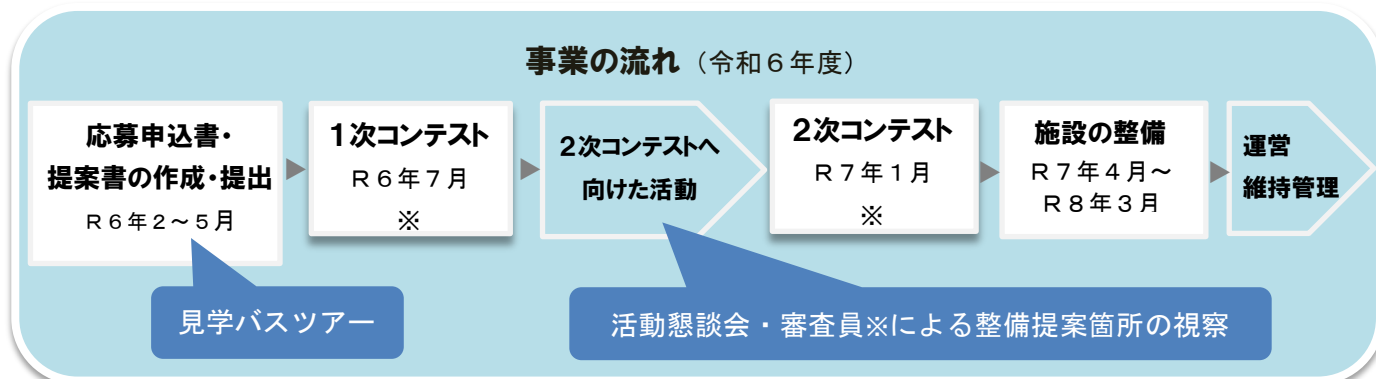 事業の流れ（令和６年度）
応募申込書・
提案書の作成・提出
Ｒ６年２～５月
１次コンテスト
Ｒ６年７月
※
２次コンテストへ
向けた活動
２次コンテスト
Ｒ７年１月
※
施設の整備
Ｒ７年４月～
Ｒ８年３月
運営
維持管理
見学バスツアー
活動懇談会・審査員※による整備提案箇所の視察